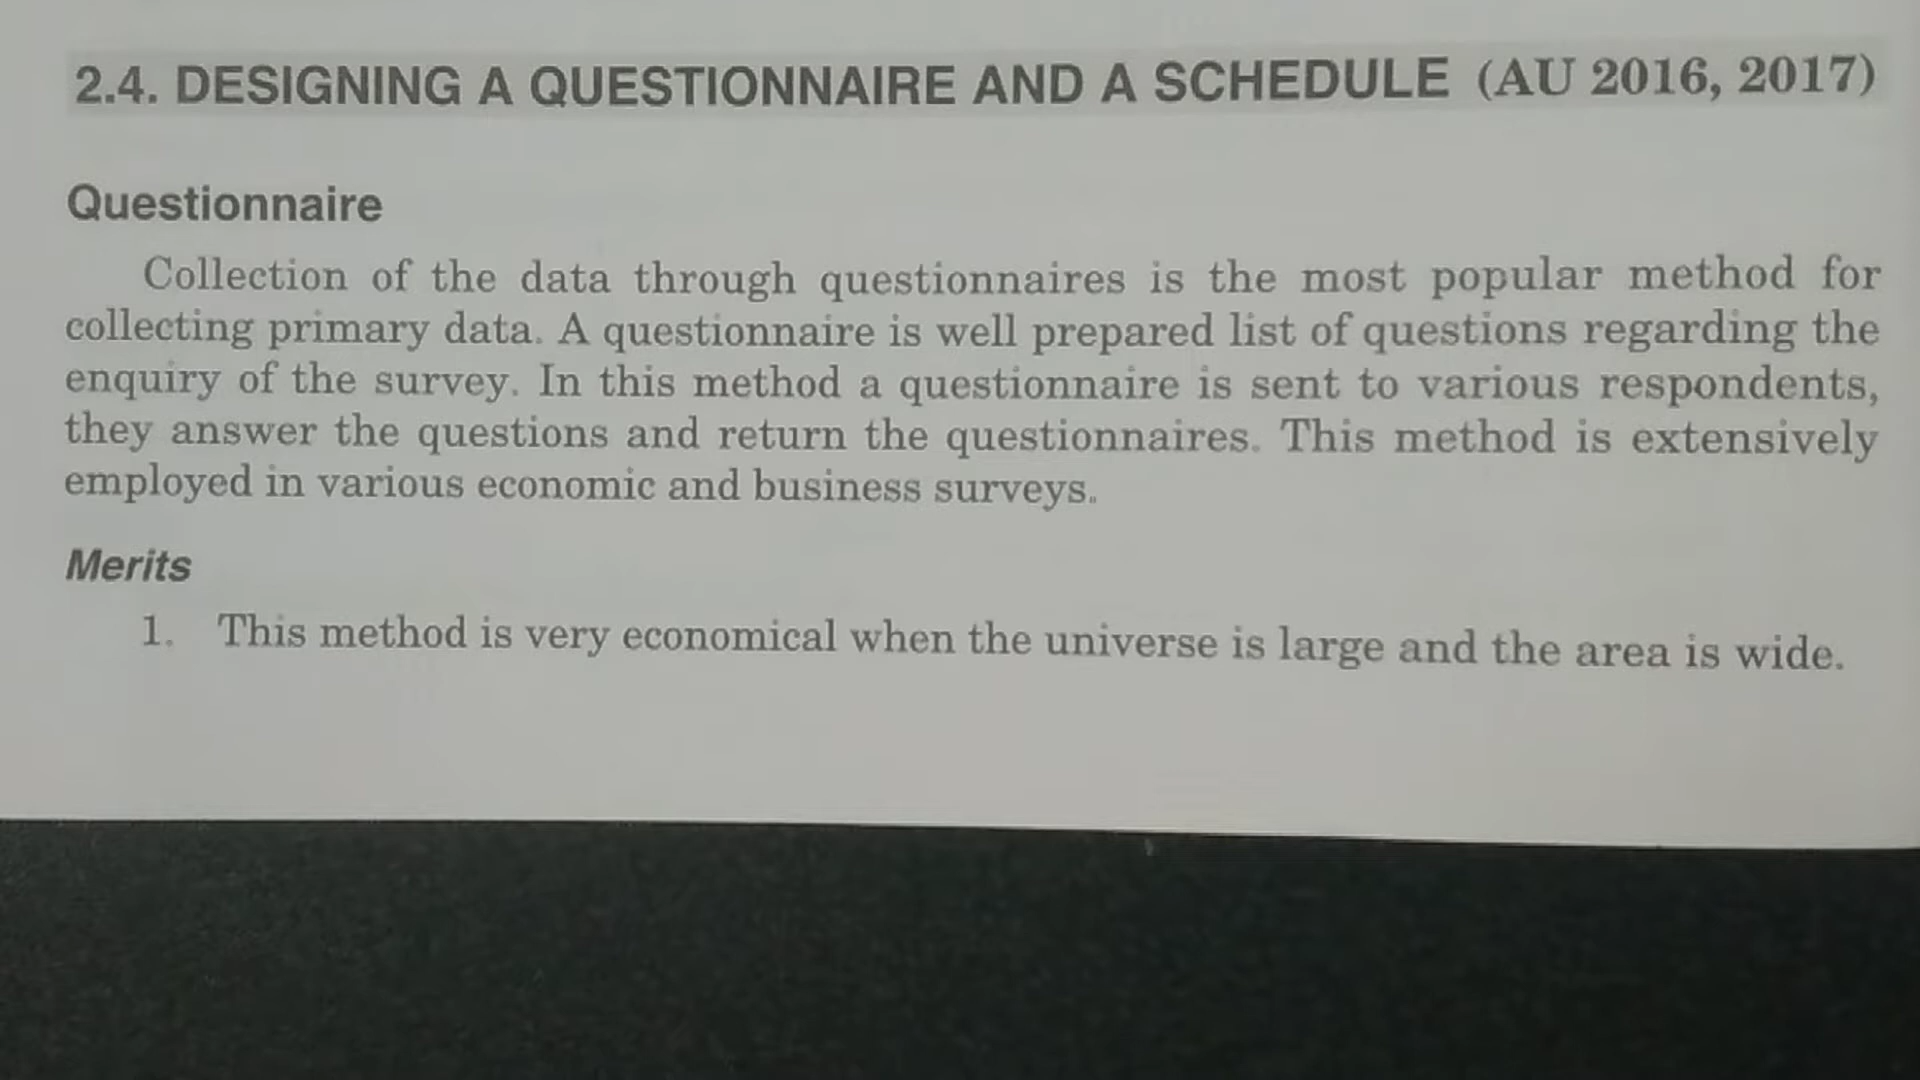 2.4. DESIGNING A QUESTIONNAIRE AND A SCHEDULE (AU 2016, 2017)
Questionnaire
Collection of the data through questionnaires is the most popular method for
collecting primary data. A questionnaire is well prepared list of questions regarding the
enquiry of the survey. In this method a questionnaire is sent to various respondents,
they answer the questions and return the questionnaires. This method is extensively
employed in various economic and business surveys.
Merits
1. This method is very economical when the universe is large and the area is wide.